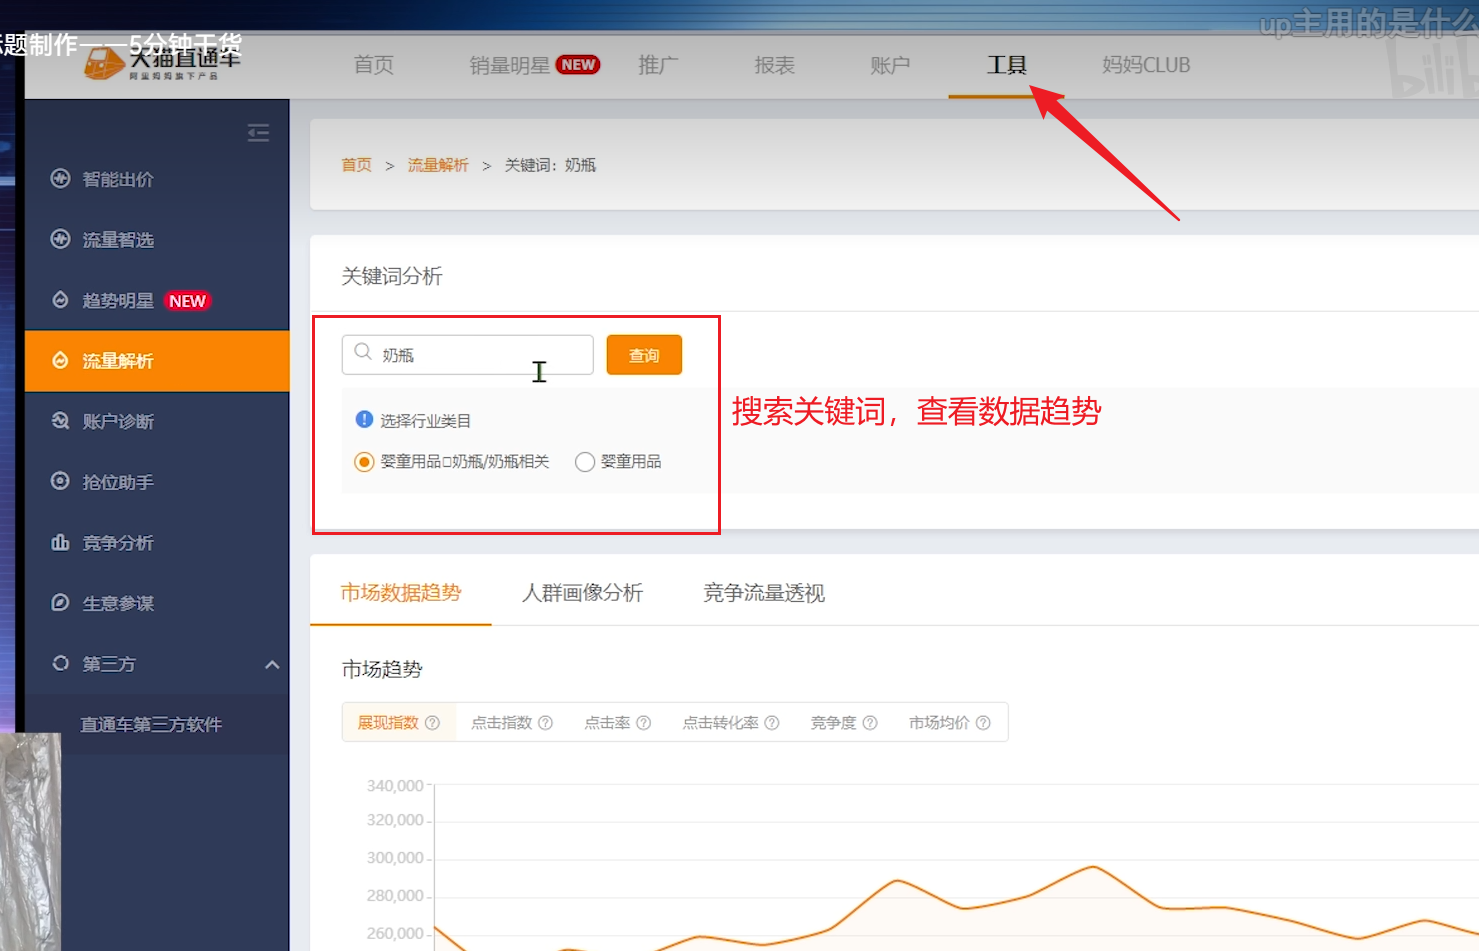 up主用的是什么
标题制作——5分钟干货
天猫直通车
阿里妈妈旗下产品
首页
销量明星 NEW
推广
报表
账户
工具
妈妈CLUB
bilib
智能出价
流量智选
趋势明星 NEW
流量解析
账户诊断
抢位助手
竞争分析
生意参谋
第三方
直通车第三方软件
首页 > 流量解析 > 关键词：奶瓶
关键词分析
奶瓶
查询
选择行业类目
婴童用品□奶瓶/奶瓶相关
婴童用品
搜索关键词，查看数据趋势
市场数据趋势
人群画像分析
竞争流量透视
市场趋势
展现指数
点击指数
点击率
点击转化率
竞争度
市场均价
340,000
320,000
300,000
280,000
260,000